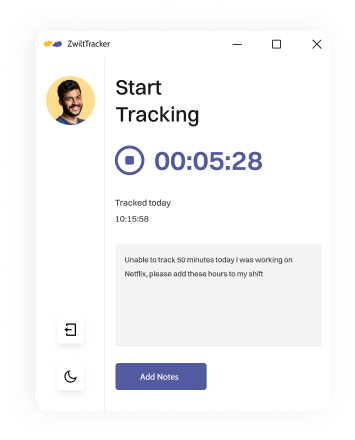 ZwiltTracker
Start
Tracking
00:05:28
Tracked today
10:15:58
Unable to track 50 minutes today I was working on
Netflix, please add these hours to my shift
Add Notes